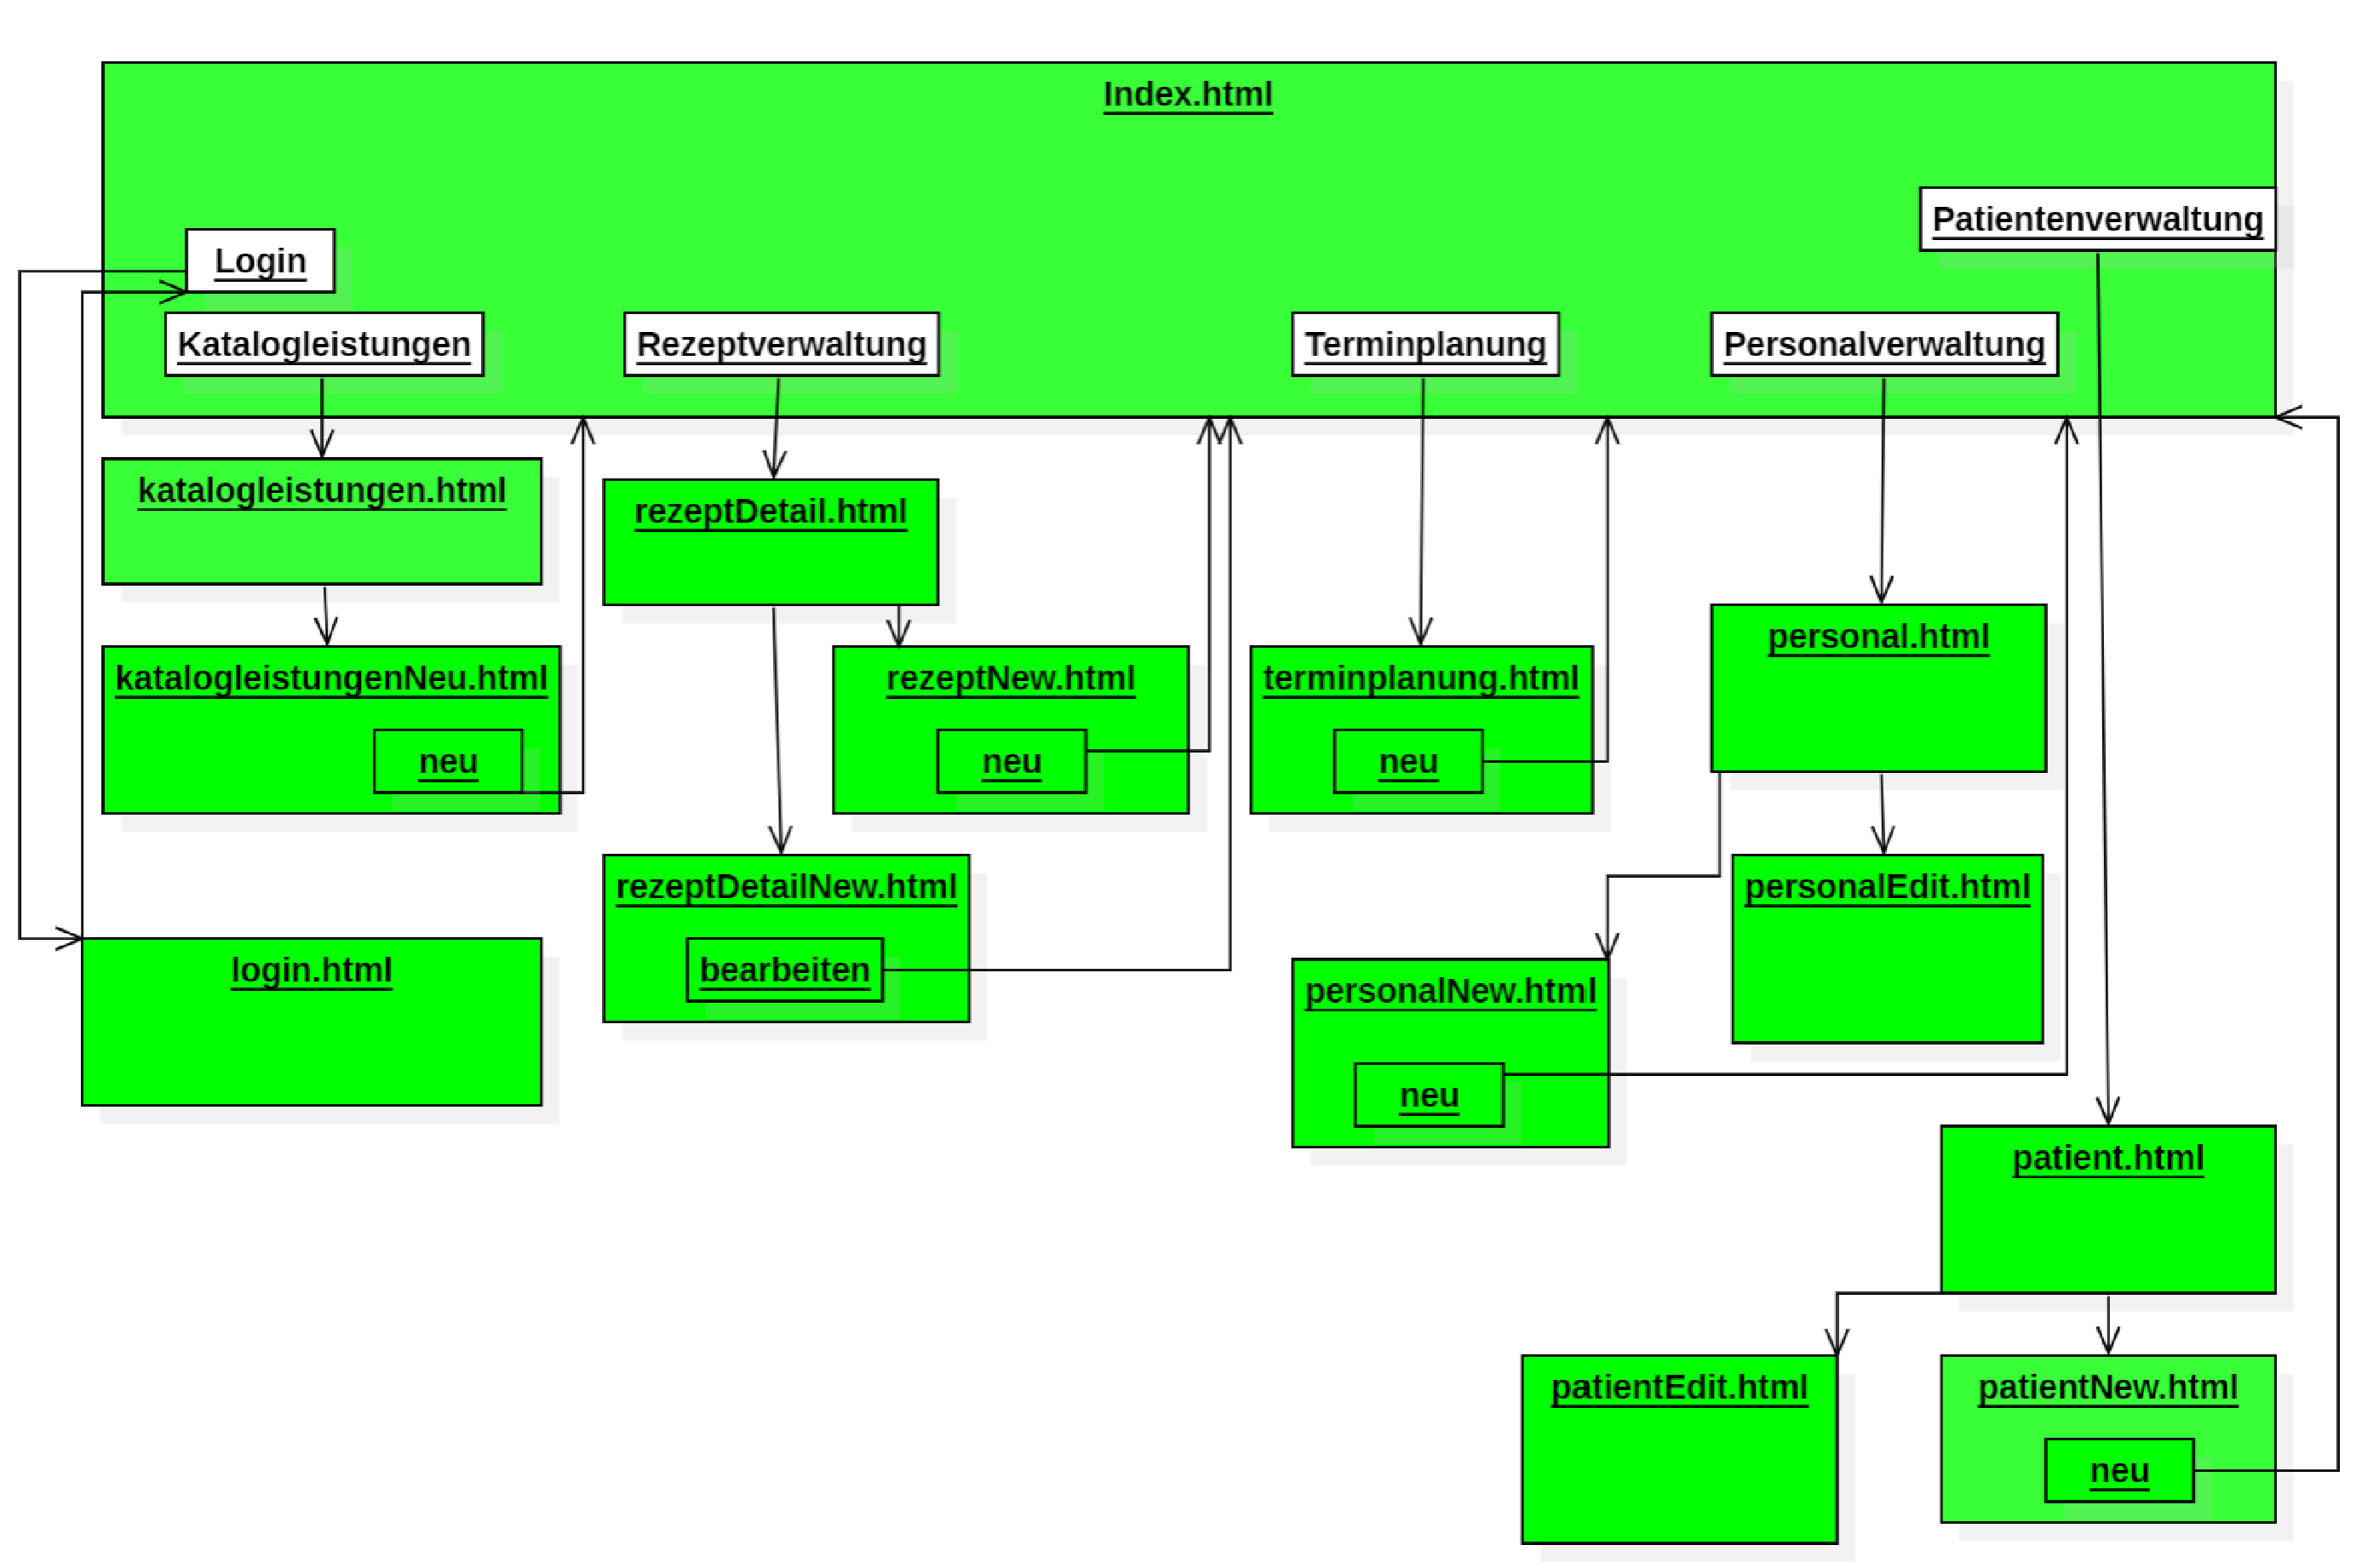 Index.html
Patientenverwaltung
Login
Katalogleistungen
Rezeptverwaltung
Terminplanung
Personalverwaltung
katalogleistungen.html
rezeptDetail.html
personal.html
katalogleistungenNeu.html
rezeptNew.html
terminplanung.html
neu
neu
neu
rezeptDetailNew.html
personalEdit.html
login.html
bearbeiten
personalNew.html
neu
patient.html
patientEdit.html
patientNew.html
neu